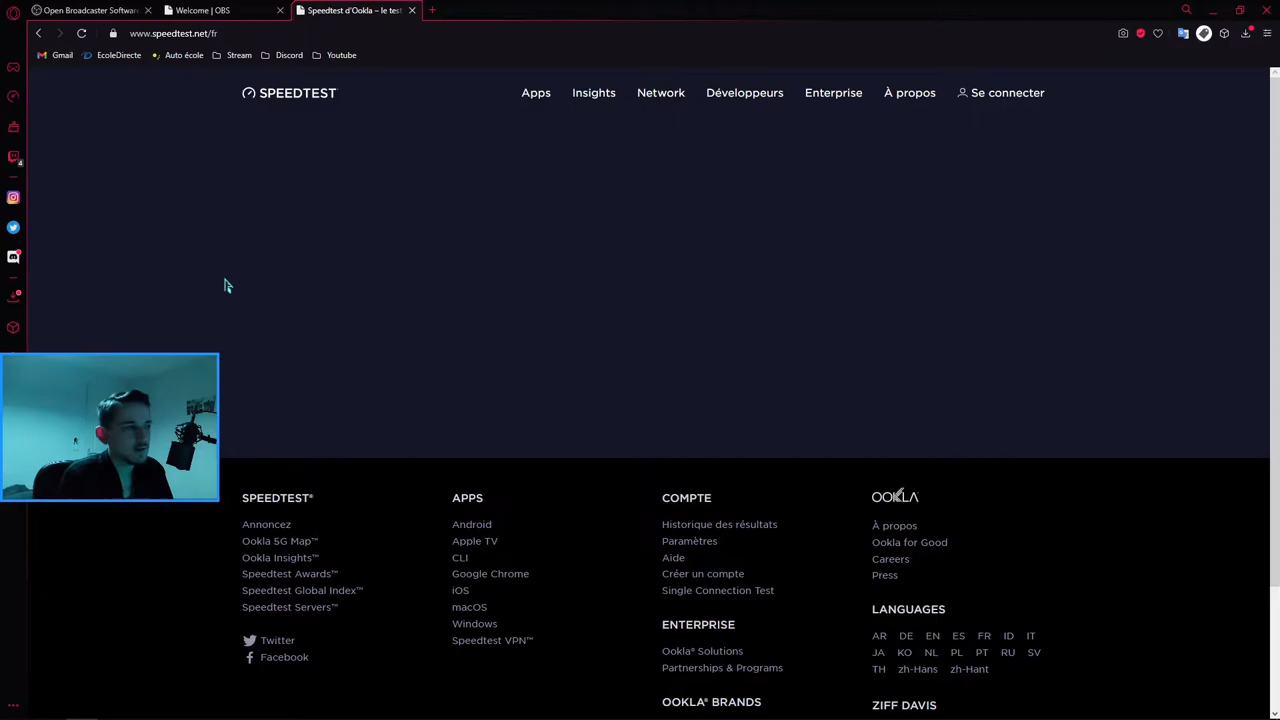 Open Broadcaster Software
Welcome | OBS
Speedtest d'Ookla – le test
www.speedtest.net/fr
Gmail
EcoleDirecte
Auto école
Stream
Discord
Youtube
4
SPEEDTEST
Apps
Insights
Network
Développeurs
Enterprise
À propos
Se connecter
SPEEDTEST®
Annoncez
Ookla 5G Map™
Ookla Insights™
Speedtest Awards™
Speedtest Global Index™
Speedtest Servers™
Twitter
Facebook
APPS
Android
Apple TV
CLI
Google Chrome
iOS
macOS
Windows
Speedtest VPN™
COMPTE
Historique des résultats
Paramètres
Aide
Créer un compte
Single Connection Test
ENTERPRISE
Ookla® Solutions
Partnerships & Programs
OOKLA® BRANDS
OOKLA
À propos
Ookla for Good
Careers
Press
LANGUAGES
AR DE EN ES FR ID IT
JA KO NL PL PT RU SV
TH zh-Hans zh-Hant
ZIFF DAVIS